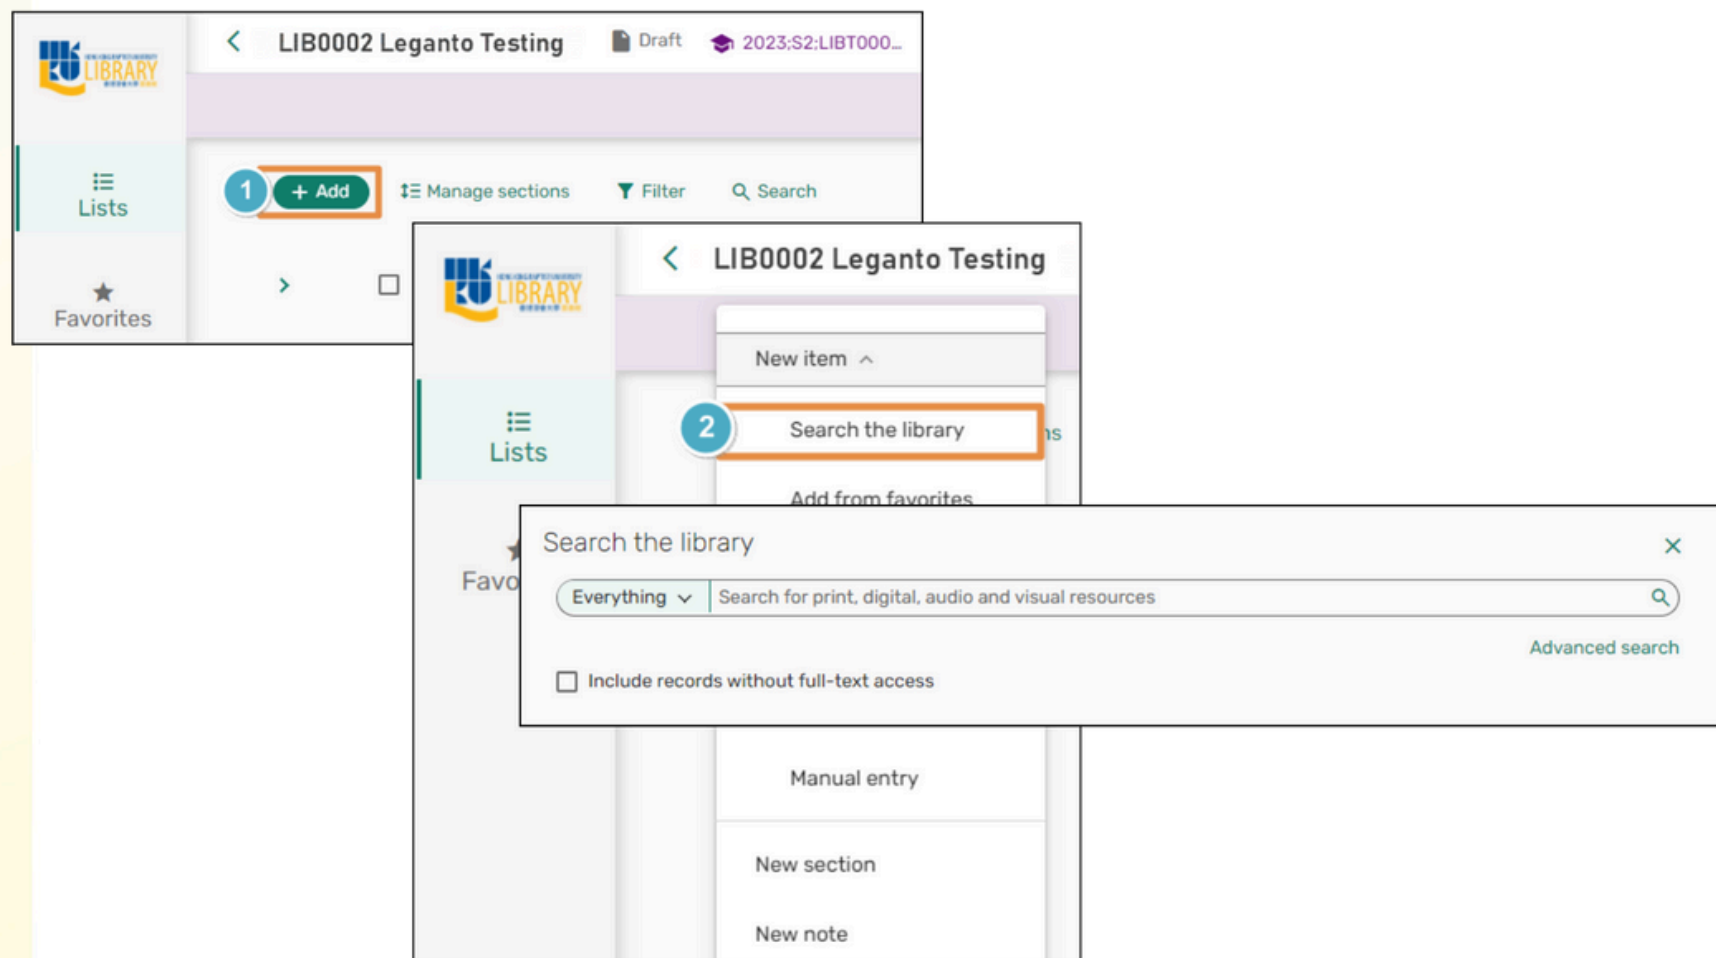 LIBRARY
LIB0002 Leganto Testing
Draft
2023;S2;LIBT000...
Lists
1
+ Add
Manage sections
Filter
Search
Favorites
LIBRARY
LIB0002 Leganto Testing
New item
Lists
2
Search the library
ns
Add from favorites
Favo
Search the library
Everything
Search for print, digital, audio and visual resources
Advanced search
Include records without full-text access
Manual entry
New section
New note